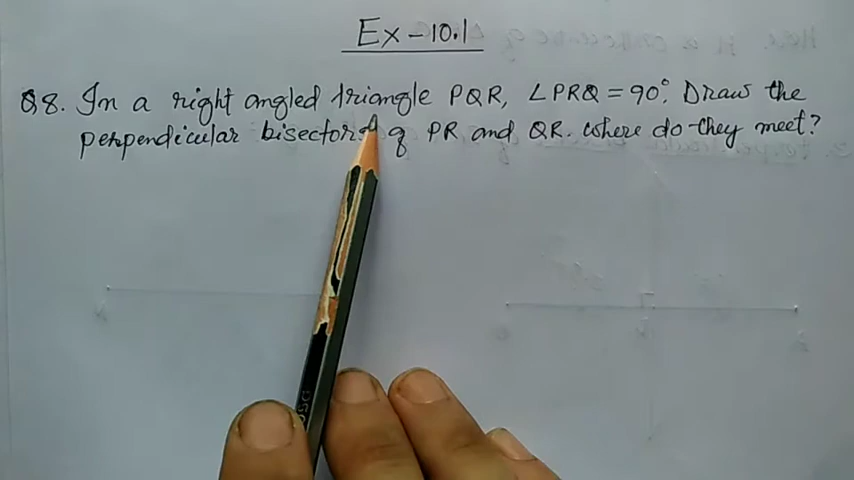 Ex - 10.1
Q8. In a right angled triangle PQR, ∠PRQ = 90°. Draw the
perpendicular bisectors of PR and QR. Where do they meet?